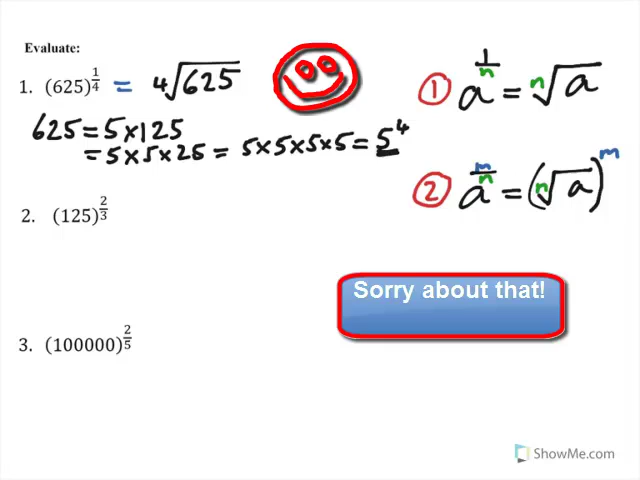 Evaluate:
1. (625)^(1/4) = ∜625
625 = 5×125
= 5×5×25 = 5×5×5×5 = 5^4
2. (125)^(2/3)
3. (100000)^(2/5)
① a^(1/n) = ⁿ√a
② a^(m/n) = (ⁿ√a)^m
Sorry about that!
ShowMe.com